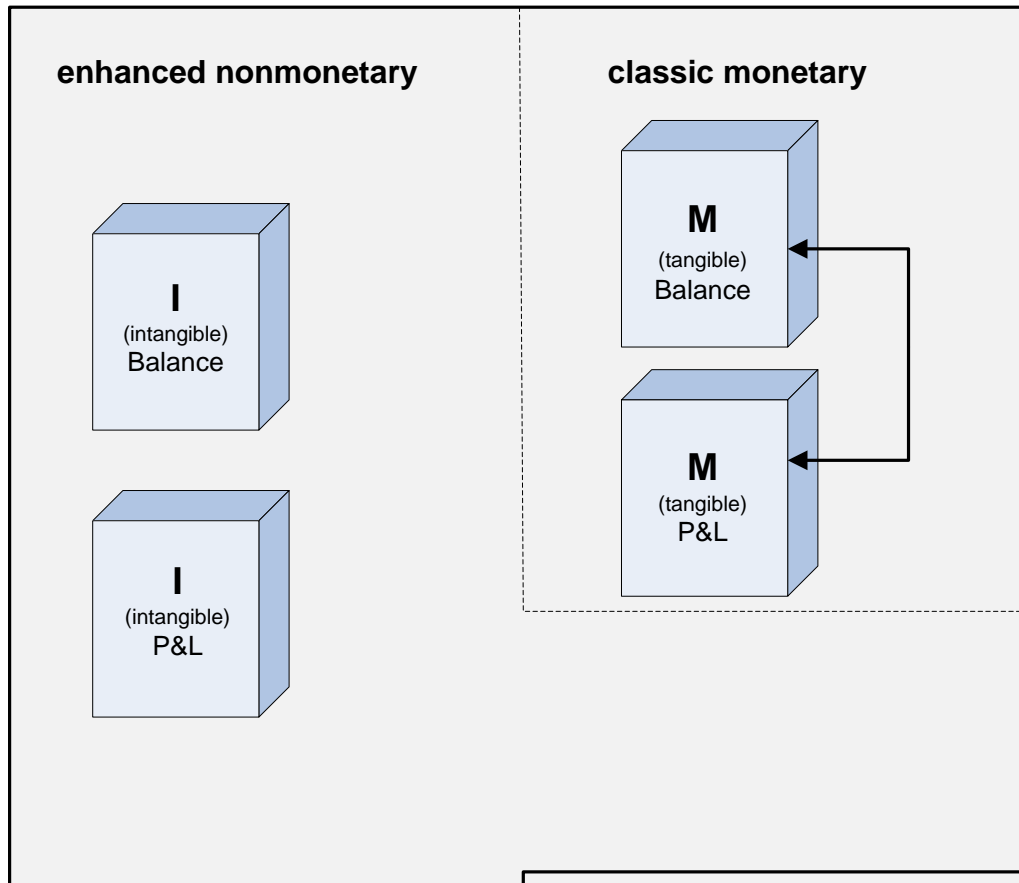 enhanced nonmonetary
classic monetary
I
(intangible)
Balance
I
(intangible)
P&L
M
(tangible)
Balance
M
(tangible)
P&L